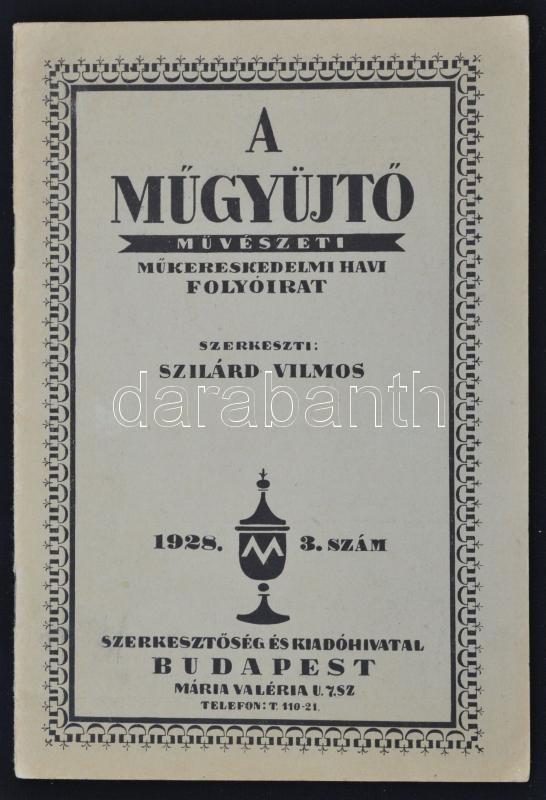 A
MŰGYÜJTŐ
MŰVÉSZETI
MŰKERESKEDELMI HAVI
FOLYÓIRAT
SZERKESZTI:
SZILÁRD VILMOS
darabanth
1928. M 3. SZÁM
SZERKESZTŐSÉG ÉS KIADÓHIVATAL
BUDAPEST
MÁRIA VALÉRIA U. 7. SZ
TELEFON: T. 110-21.